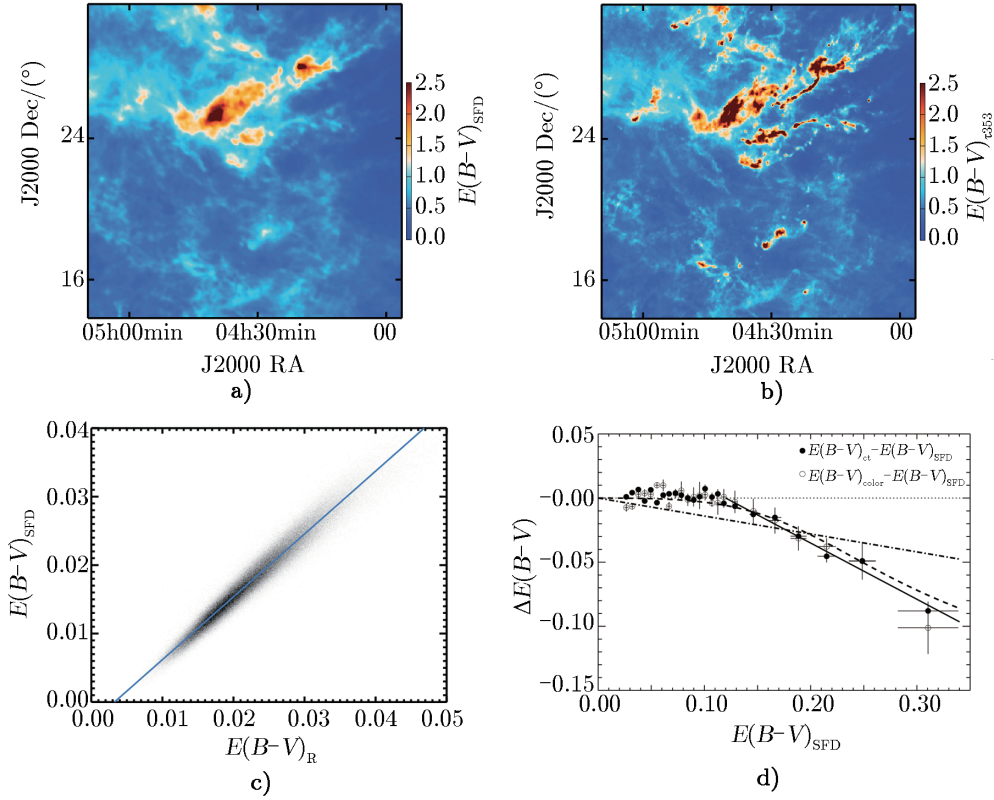 J2000 Dec/(°)
24
16
05h00min 04h30min 00
J2000 RA
2.5
2.0
1.5
1.0
0.5
0.0
E(B−V)SFD
a)
J2000 Dec/(°)
24
16
05h00min 04h30min 00
J2000 RA
2.5
2.0
1.5
1.0
0.5
0.0
E(B−V)τ353
b)
E(B−V)SFD
0.04
0.03
0.02
0.01
0.00
0.00 0.01 0.02 0.03 0.04 0.05
E(B−V)R
c)
ΔE(B−V)
0.05
−0.00
−0.05
−0.10
−0.15
E(B−V)ct−E(B−V)SFD
E(B−V)color−E(B−V)SFD
0.00 0.10 0.20 0.30
E(B−V)SFD
d)